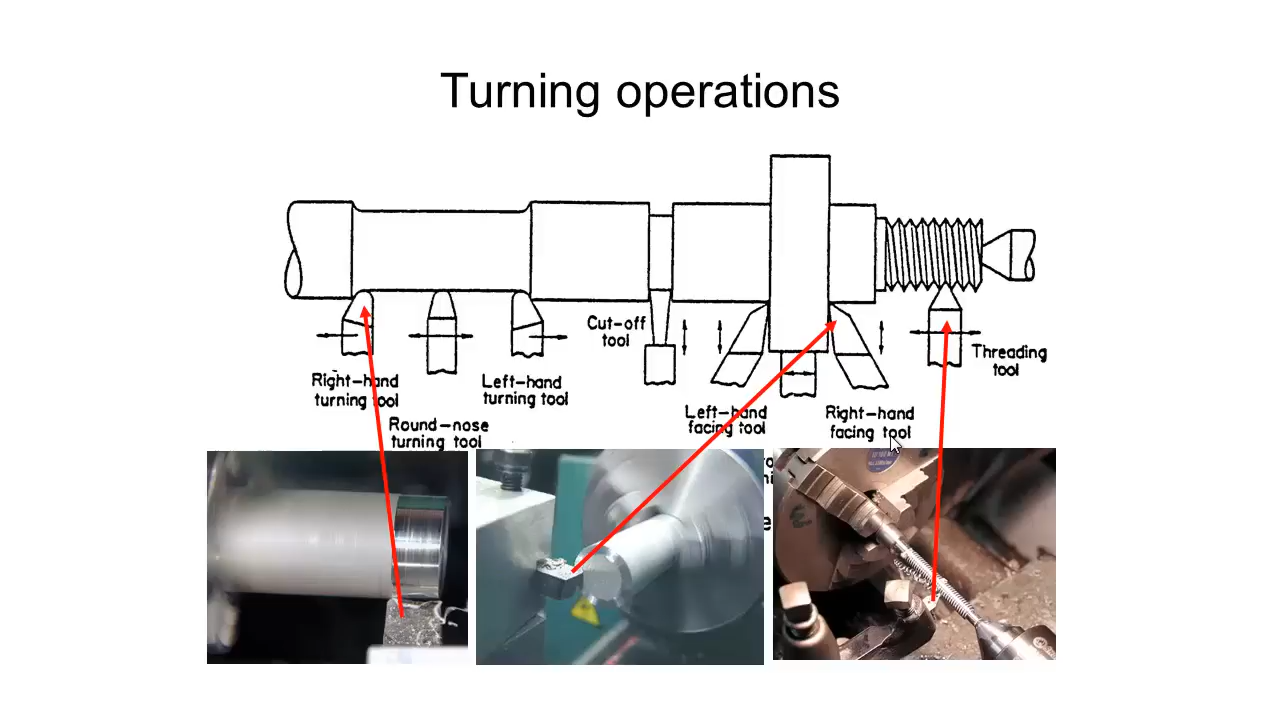 Turning operations
Cut-off
tool
Threading
tool
Right-hand
turning tool
Left-hand
turning tool
Round-nose
turning tool
Left-hand
facing tool
Right-hand
facing tool